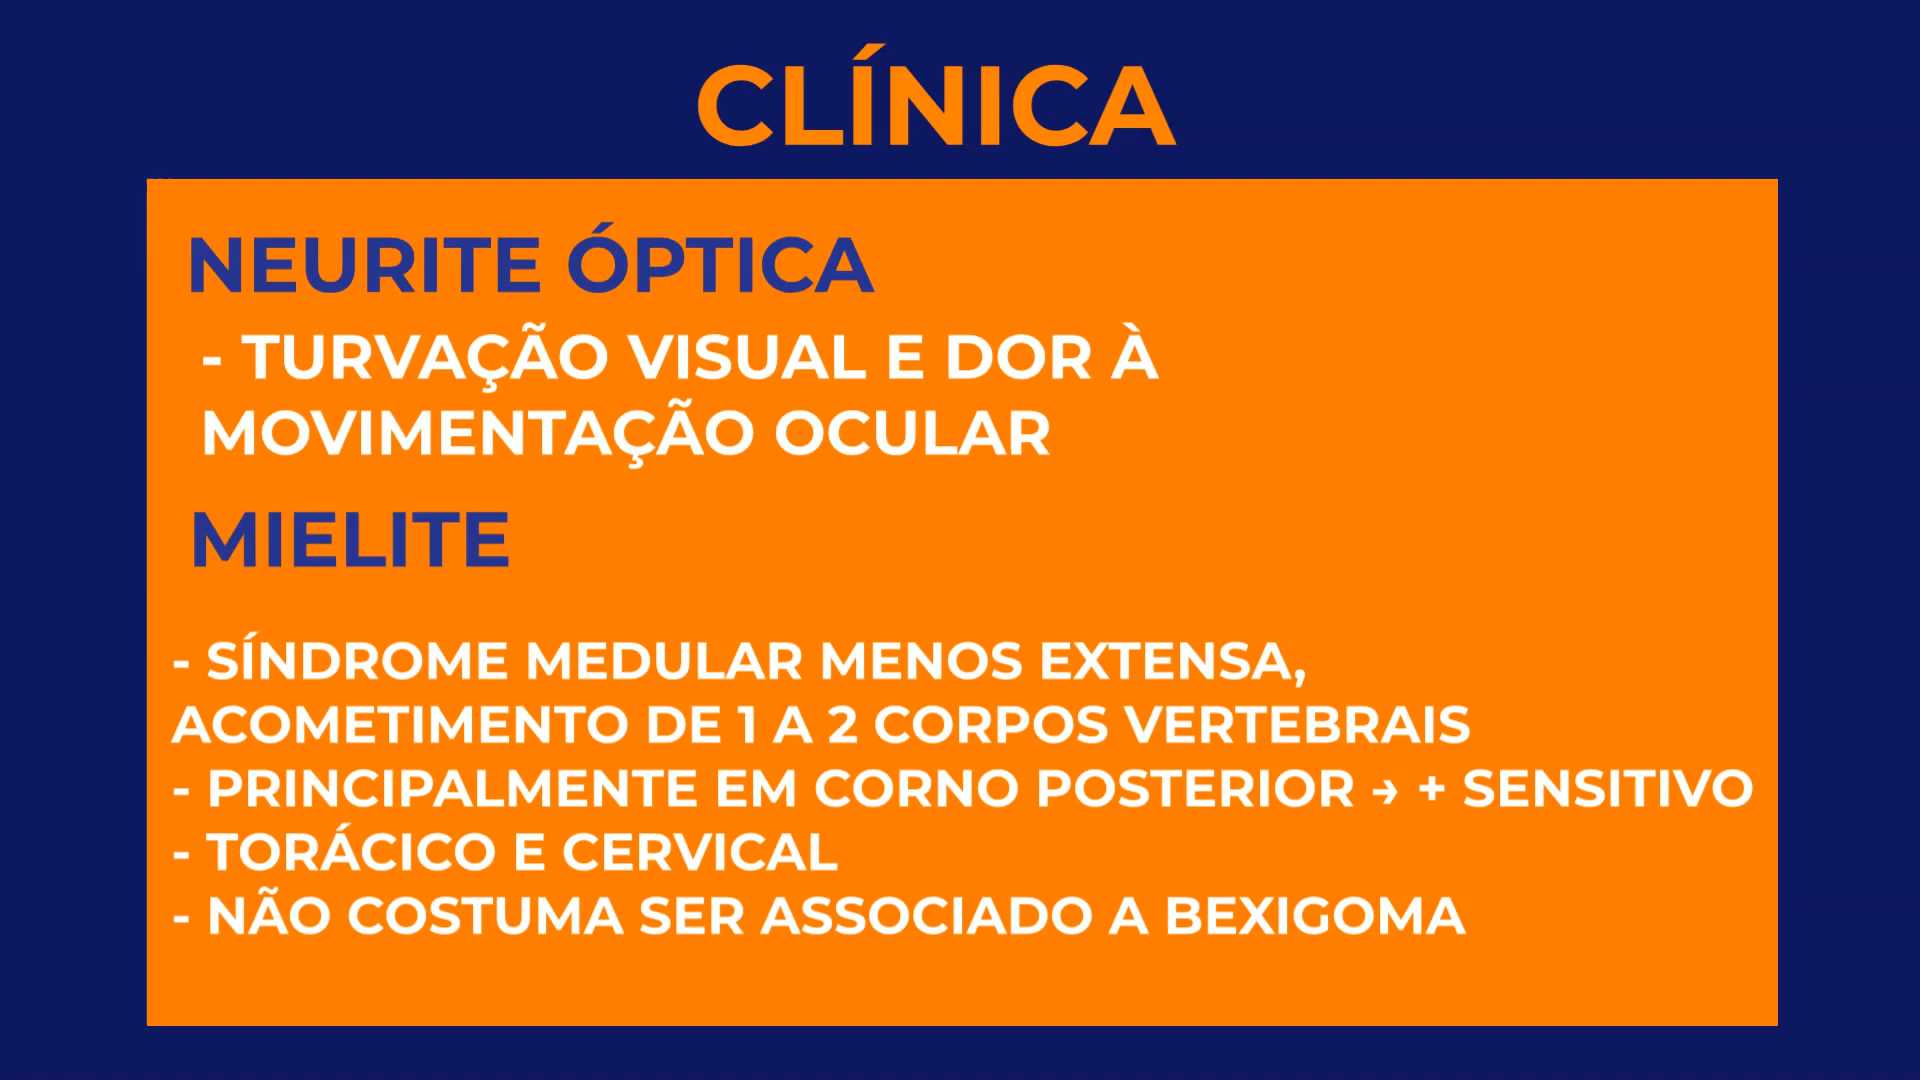 CLÍNICA
NEURITE ÓPTICA
- TURVAÇÃO VISUAL E DOR À
MOVIMENTAÇÃO OCULAR
MIELITE
- SÍNDROME MEDULAR MENOS EXTENSA,
ACOMETIMENTO DE 1 A 2 CORPOS VERTEBRAIS
- PRINCIPALMENTE EM CORNO POSTERIOR → + SENSITIVO
- TORÁCICO E CERVICAL
- NÃO COSTUMA SER ASSOCIADO A BEXIGOMA